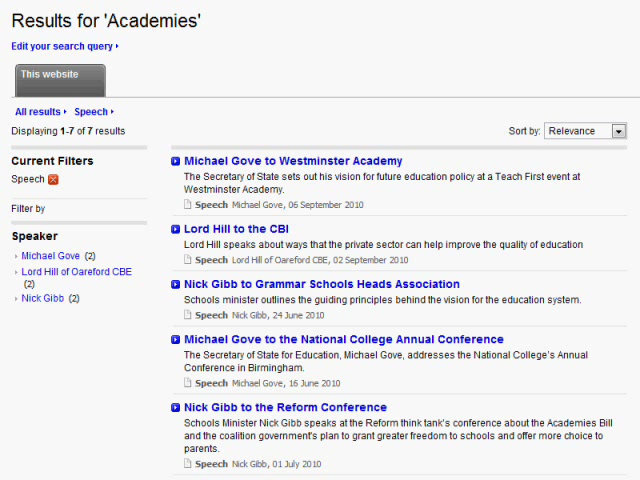 Results for 'Academies'
Edit your search query
This website
All results Speech
Displaying 1-7 of 7 results
Sort by: Relevance
Current Filters
Speech
Filter by
Speaker
Michael Gove (2)
Lord Hill of Oareford CBE
(2)
Nick Gibb (2)
Michael Gove to Westminster Academy
The Secretary of State sets out his vision for future education policy at a Teach First event at
Westminster Academy.
Speech Michael Gove, 06 September 2010
Lord Hill to the CBI
Lord Hill speaks about ways that the private sector can help improve the quality of education
Speech Lord Hill of Oareford CBE, 02 September 2010
Nick Gibb to Grammar Schools Heads Association
Schools minister outlines the guiding principles behind the vision for the education system.
Speech Nick Gibb, 24 June 2010
Michael Gove to the National College Annual Conference
The Secretary of State for Education, Michael Gove, addresses the National College's Annual
Conference in Birmingham.
Speech Michael Gove, 16 June 2010
Nick Gibb to the Reform Conference
Schools Minister Nick Gibb speaks at the Reform think tank's conference about the Academies Bill
and the coalition government's plan to grant greater freedom to schools and offer more choice to
parents.
Speech Nick Gibb, 01 July 2010